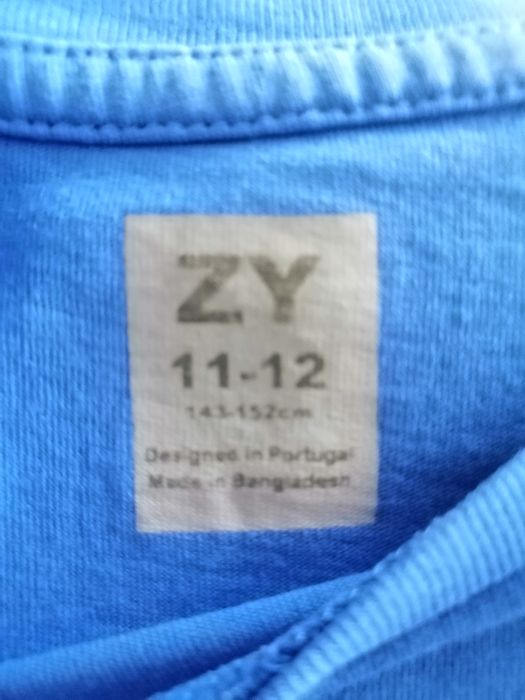 ZY
11-12
143-152cm
Designed in Portugal
Made in Bangladesh